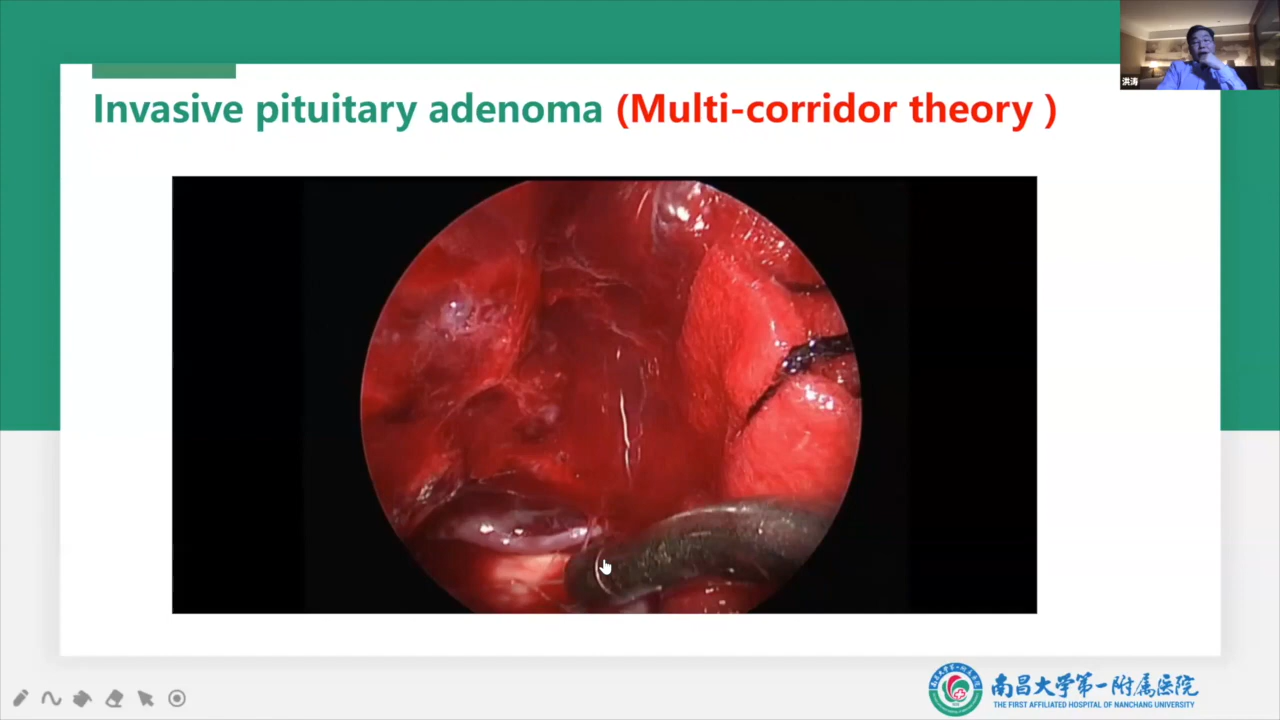 洪涛
Invasive pituitary adenoma (Multi-corridor theory )
南昌大学第一附属医院
THE FIRST AFFILIATED HOSPITAL OF NANCHANG UNIVERSITY